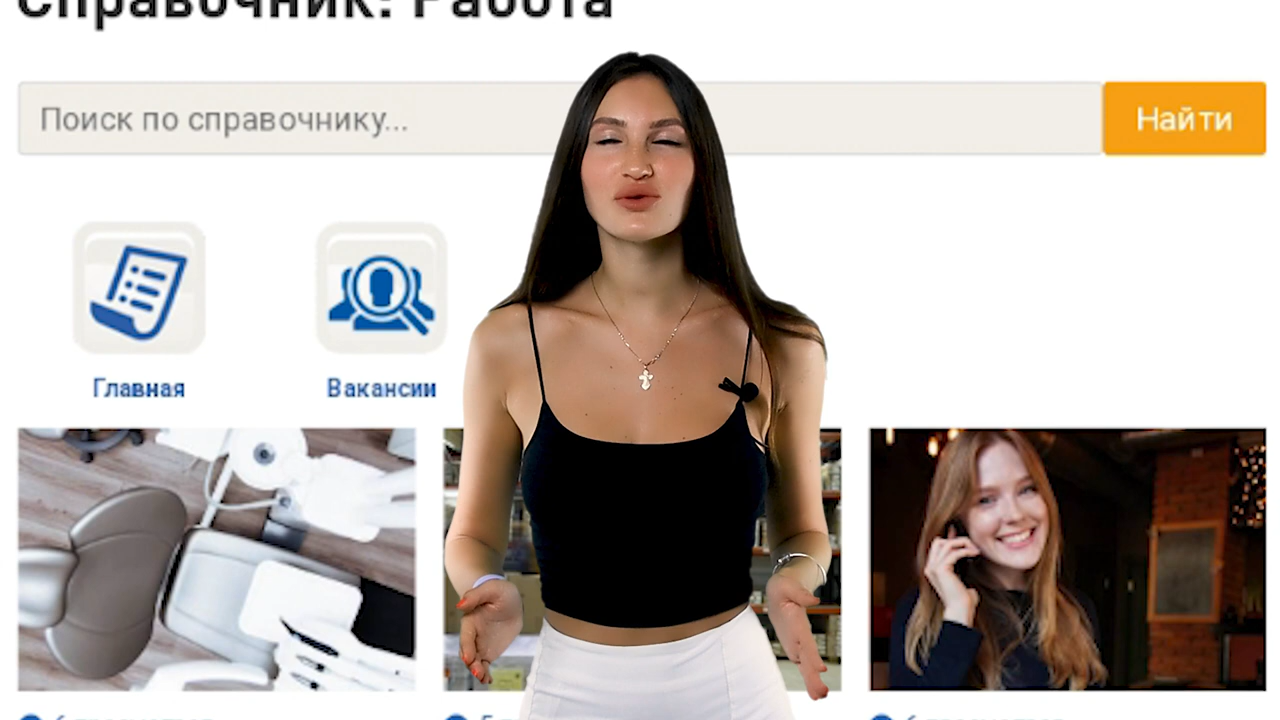 Справочник: Работа
Поиск по справочнику...
Найти
Главная
Вакансии